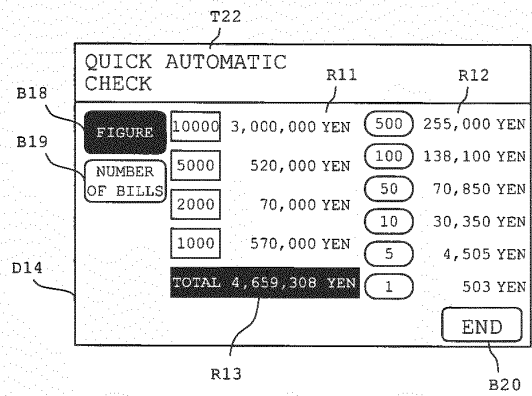 T22
QUICK AUTOMATIC
CHECK
R11
R12
B18
B19
D14
FIGURE
NUMBER
OF BILLS
10000 3,000,000 YEN
5000 520,000 YEN
2000 70,000 YEN
1000 570,000 YEN
TOTAL 4,659,308 YEN
500 255,000 YEN
100 138,100 YEN
50 70,850 YEN
10 30,350 YEN
5 4,505 YEN
1 503 YEN
END
R13
B20